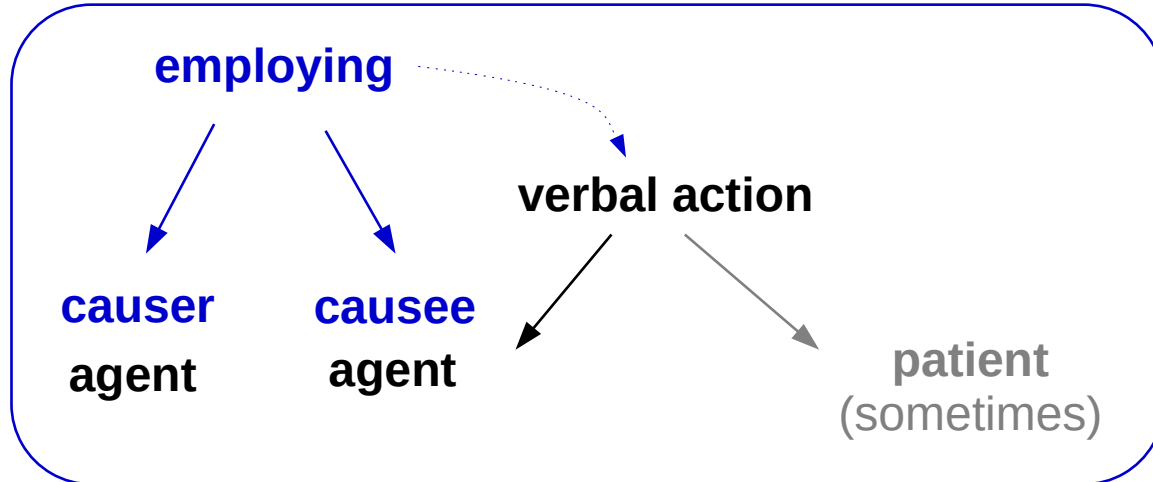 employing
verbal action
causer
causee
agent
agent
patient
(sometimes)